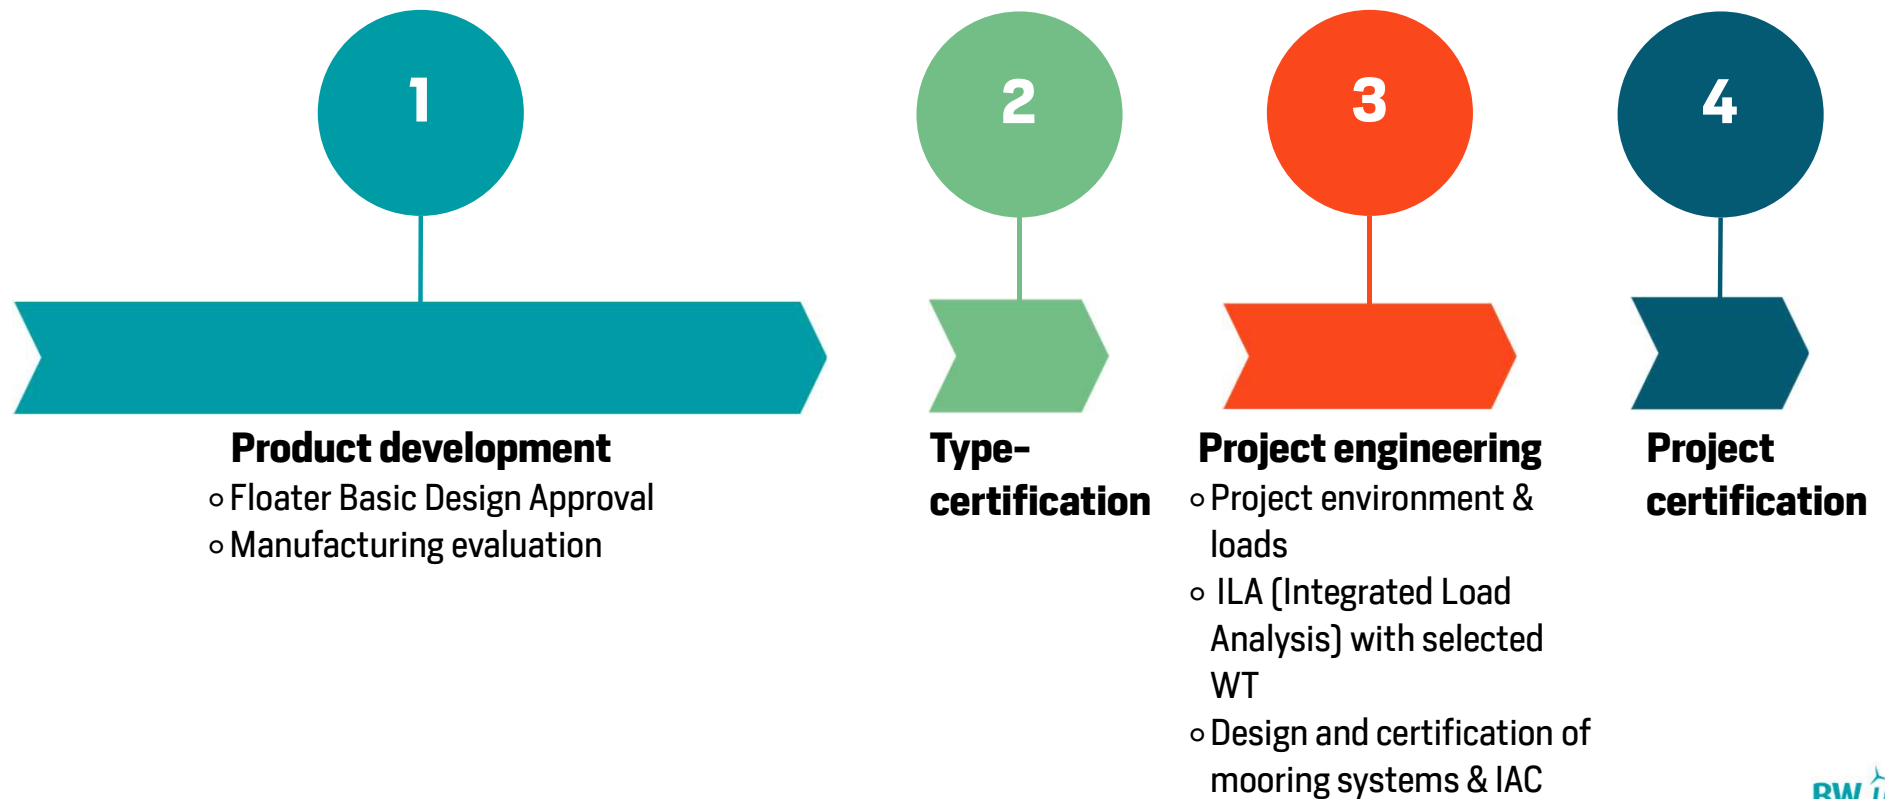 1
2
3
4
Product development
Floater Basic Design Approval
Manufacturing evaluation
Type-
certification
Project engineering
Project environment &
loads
ILA (Integrated Load
Analysis) with selected
WT
Design and certification of
mooring systems & IAC
Project
certification
BW